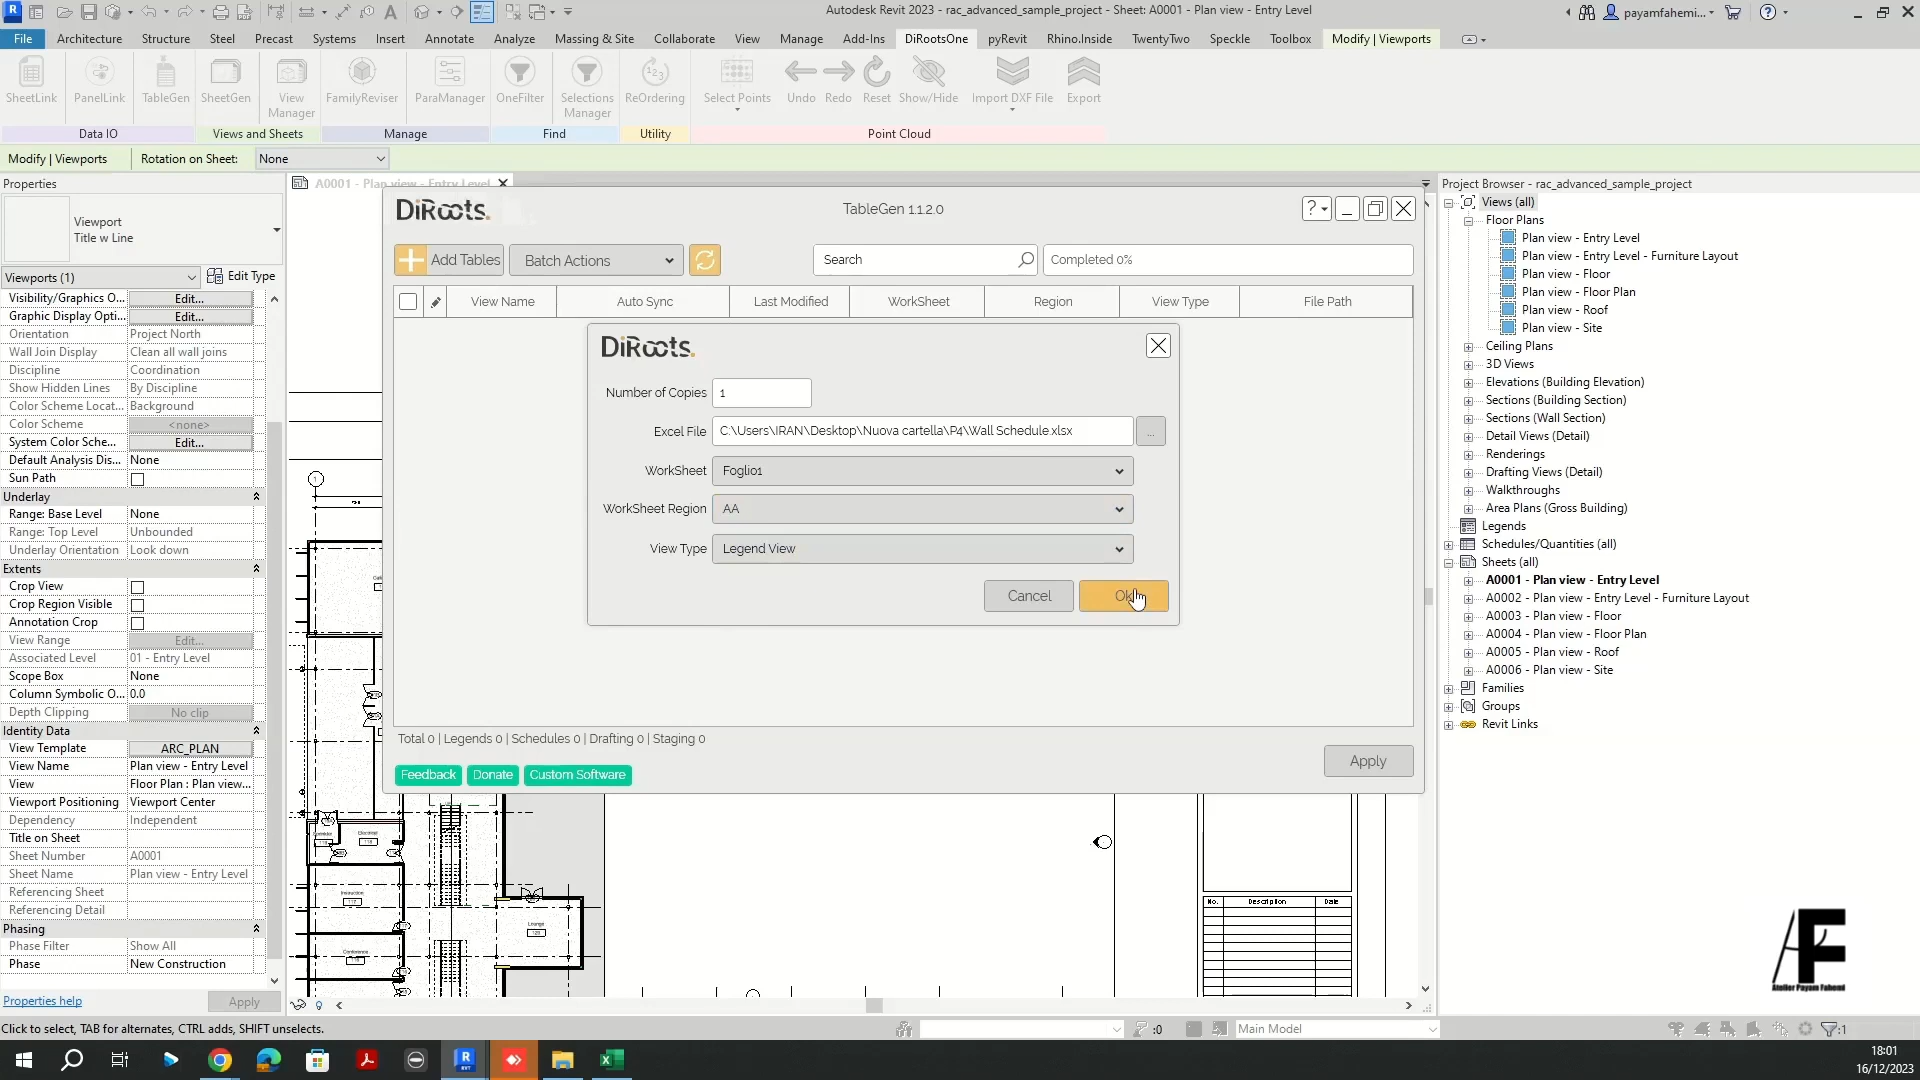 Autodesk Revit 2023 - rac_advanced_sample_project - Sheet: A0001 - Plan view - Entry Level
payamfahemi...
File Architecture Structure Steel Precast Systems Insert Annotate Analyze Massing & Site Collaborate View Manage Add-Ins DiRootsOne pyRevit Rhino.Inside TwentyTwo Speckle Toolbox Modify | Viewports
SheetLink PanelLink TableGen SheetGen View Manager FamilyReviser ParaManager OneFilter Selections Manager ReOrdering Select Points Undo Redo Reset Show/Hide Import DXF File Export
Data IO Views and Sheets Manage Find Utility Point Cloud
Modify | Viewports Rotation on Sheet: None
Properties
Viewport
Title w Line
Viewports (1) Edit Type
Visibility/Graphics O... Edit...
Graphic Display Opti... Edit...
Orientation Project North
Wall Join Display Clean all wall joins
Discipline Coordination
Show Hidden Lines By Discipline
Color Scheme Locat... Background
Color Scheme <none>
System Color Sche... Edit...
Default Analysis Dis... None
Sun Path
Underlay
Range: Base Level None
Range: Top Level Unbounded
Underlay Orientation Look down
Extents
Crop View
Crop Region Visible
Annotation Crop
View Range Edit...
Associated Level 01 - Entry Level
Scope Box None
Column Symbolic O... 0.0
Depth Clipping No clip
Identity Data
View Template ARC_PLAN
View Name Plan view - Entry Level
View Floor Plan : Plan view...
Viewport Positioning Viewport Center
Dependency Independent
Title on Sheet
Sheet Number A0001
Sheet Name Plan view - Entry Level
Referencing Sheet
Referencing Detail
Phasing
Phase Filter Show All
Phase New Construction
Properties help Apply
A0001 - Plan view - Entry Level
DiRoots. TableGen 1.1.2.0
Add Tables Batch Actions Search Completed 0%
View Name Auto Sync Last Modified WorkSheet Region View Type File Path
DiRoots.
Number of Copies 1
Excel File C:\Users\IRAN\Desktop\Nuova cartella\P4\Wall Schedule.xlsx ...
WorkSheet Foglio1
WorkSheet Region AA
View Type Legend View
Cancel Ok
Total 0 | Legends 0 | Schedules 0 | Drafting 0 | Staging 0
Apply
Feedback Donate Custom Software
Lounge
No. Description Date
Project Browser - rac_advanced_sample_project
Views (all)
Floor Plans
Plan view - Entry Level
Plan view - Entry Level - Furniture Layout
Plan view - Floor
Plan view - Floor Plan
Plan view - Roof
Plan view - Site
Ceiling Plans
3D Views
Elevations (Building Elevation)
Sections (Building Section)
Sections (Wall Section)
Detail Views (Detail)
Renderings
Drafting Views (Detail)
Walkthroughs
Area Plans (Gross Building)
Legends
Schedules/Quantities (all)
Sheets (all)
A0001 - Plan view - Entry Level
A0002 - Plan view - Entry Level - Furniture Layout
A0003 - Plan view - Floor
A0004 - Plan view - Floor Plan
A0005 - Plan view - Roof
A0006 - Plan view - Site
Families
Groups
Revit Links
AF
Atelier Payam Fahemi
Click to select, TAB for alternates, CTRL adds, SHIFT unselects. :0 Main Model :1
18:01
16/12/2023